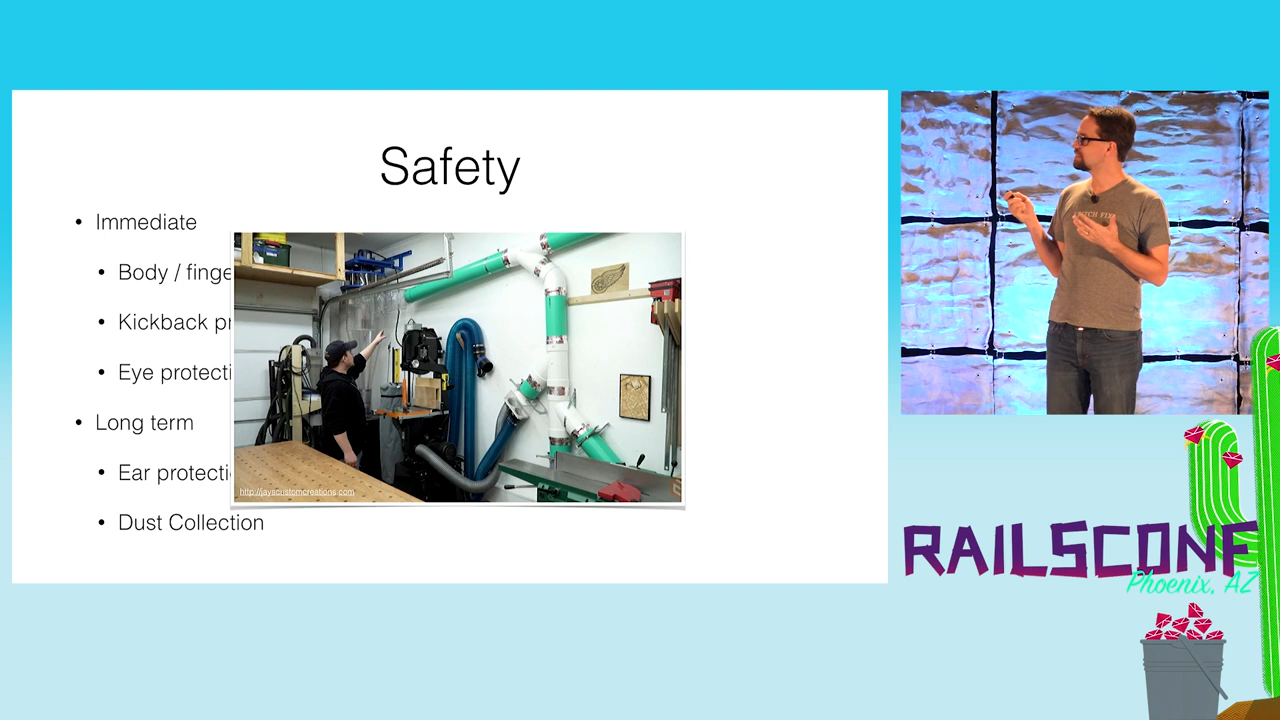 Safety
• Immediate
• Body / finge
• Kickback pr
• Eye protecti
• Long term
• Ear protecti
• Dust Collection
http://jayscustomcreations.com
RAILSCONF
Phoenix, AZ